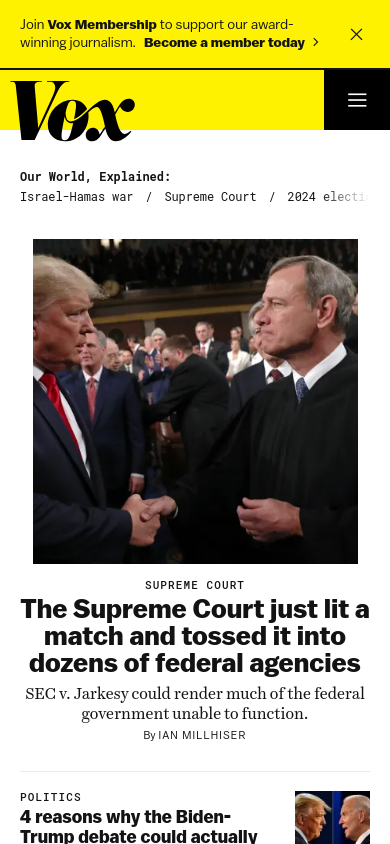 Join Vox Membership to support our award-
winning journalism. Become a member today
Vox
Our World, Explained:
Israel-Hamas war / Supreme Court / 2024 electi
SUPREME COURT
The Supreme Court just lit a
match and tossed it into
dozens of federal agencies
SEC v. Jarkesy could render much of the federal
government unable to function.
By IAN MILLHISER
POLITICS
4 reasons why the Biden-
Trump debate could actually